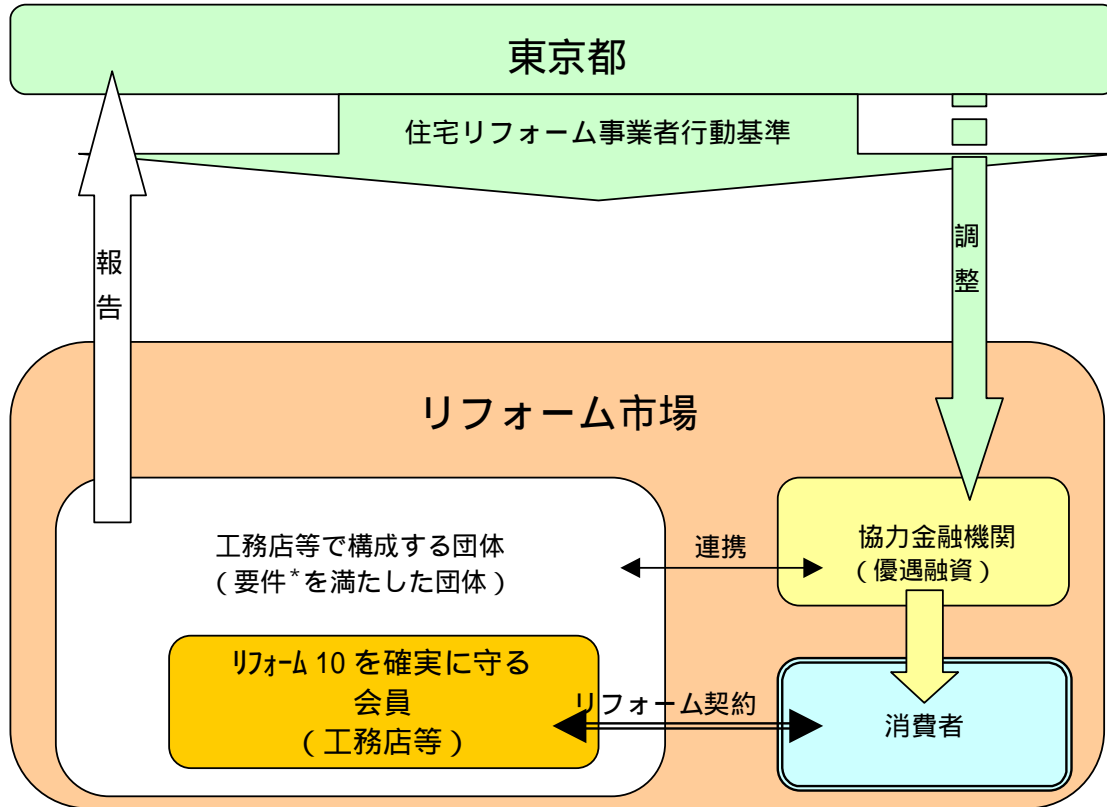 東京都
住宅リフォーム事業者行動基準
報告
調整
リフォーム市場
工務店等で構成する団体
（要件*を満たした団体）
連携
協力金融機関
（優遇融資）
リフォーム 10 を確実に守る
会員
（工務店等）
リフォーム契約
消費者